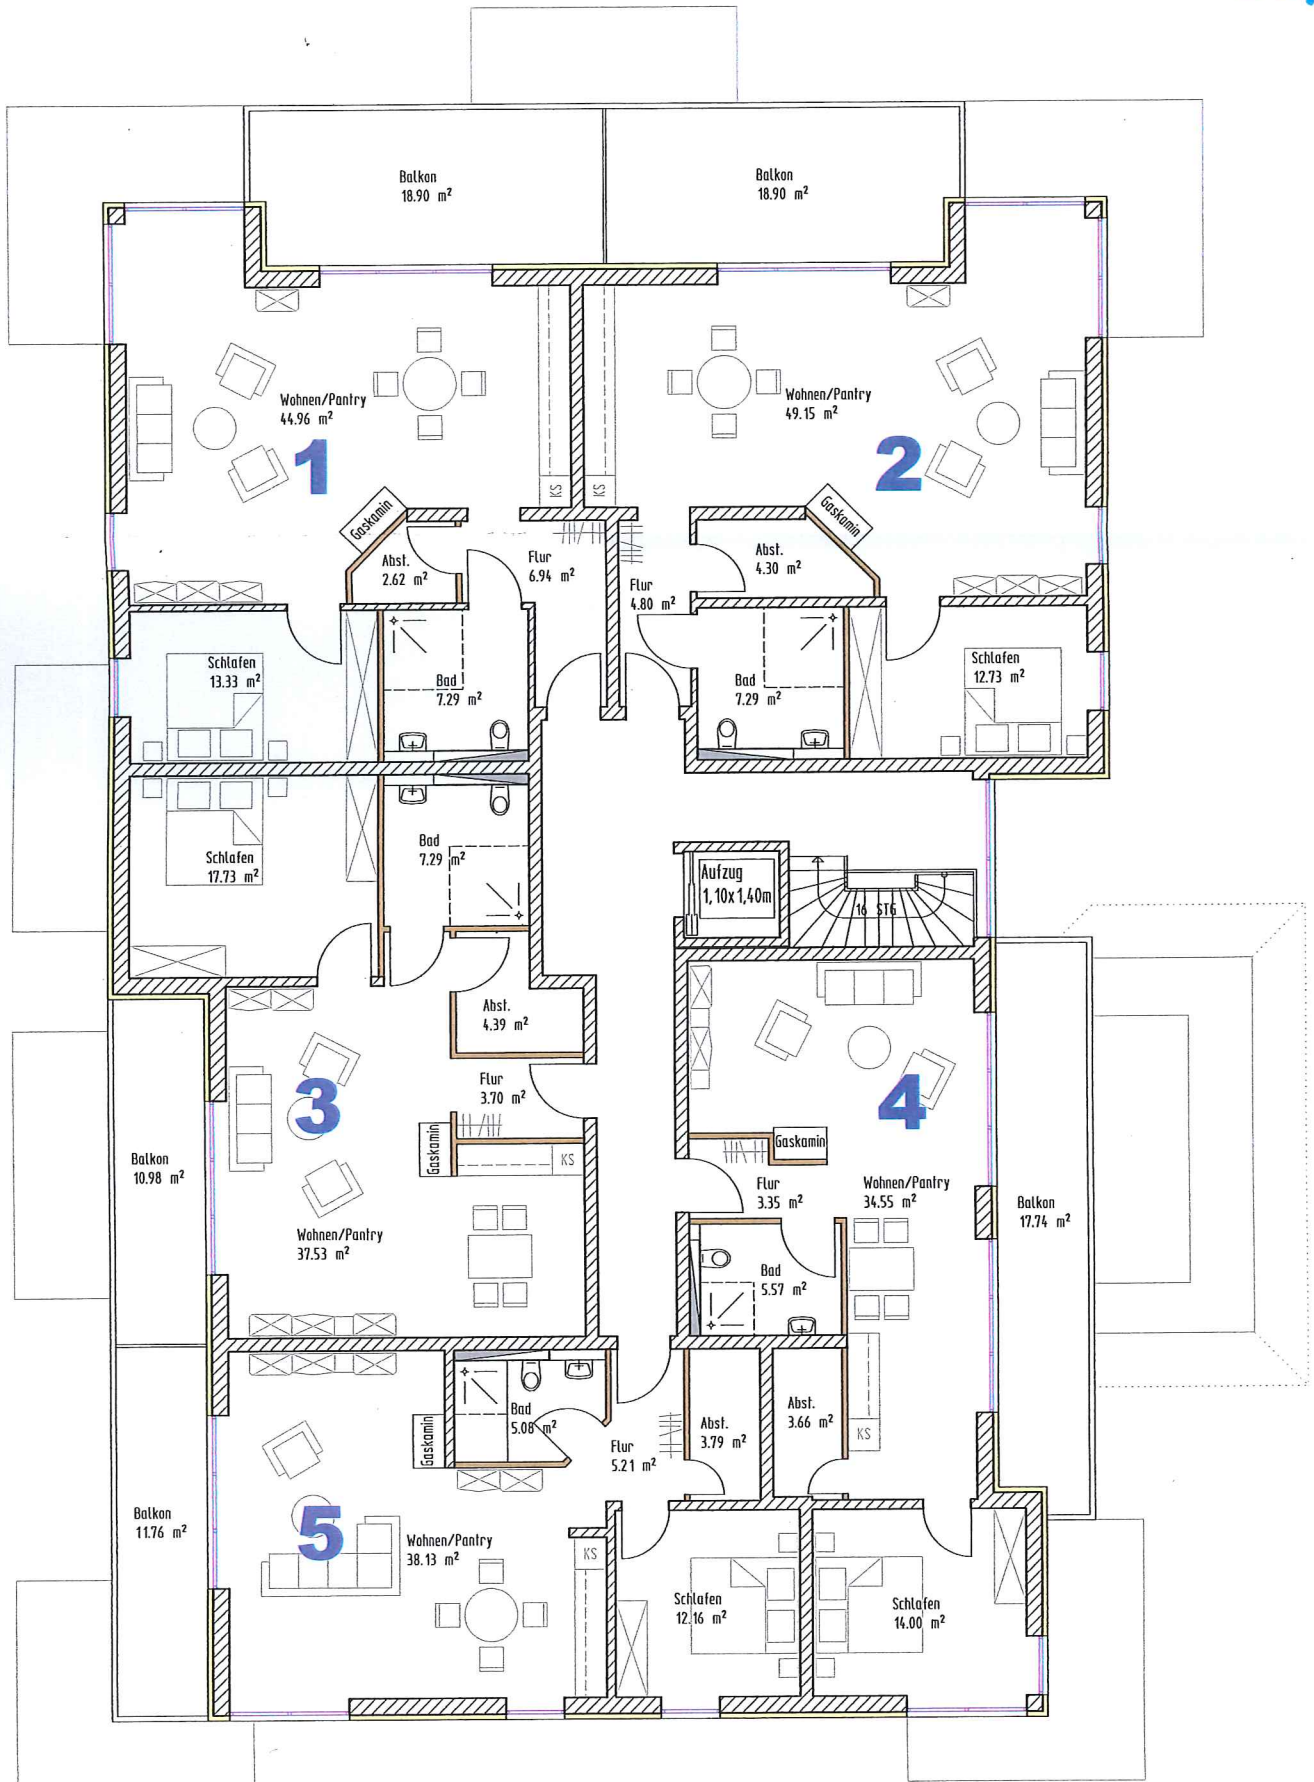 Balkon
18.90 m²
Balkon
18.90 m²
Wohnen/Pantry
44.96 m²
1
KS
Wohnen/Pantry
49.15 m²
2
KS
Gaskamin
Abst.
2.62 m²
Flur
6.94 m²
Flur
4.80 m²
Abst.
4.30 m²
Gaskamin
Schlafen
13.33 m²
Bad
7.29 m²
Bad
7.29 m²
Schlafen
12.73 m²
Schlafen
17.73 m²
Bad
7.29 m²
Aufzug
1,10x1,40m
16 STG
Abst.
4.39 m²
Flur
3.70 m²
3
Gaskamin
KS
Balkon
10.98 m²
Wohnen/Pantry
37.53 m²
4
Gaskamin
Flur
3.35 m²
Wohnen/Pantry
34.55 m²
Balkon
17.74 m²
Bad
5.57 m²
KS
Abst.
3.66 m²
Abst.
3.79 m²
Bad
5.08 m²
Flur
5.21 m²
Gaskamin
Balkon
11.76 m²
5
Wohnen/Pantry
38.13 m²
KS
Schlafen
12.16 m²
Schlafen
14.00 m²